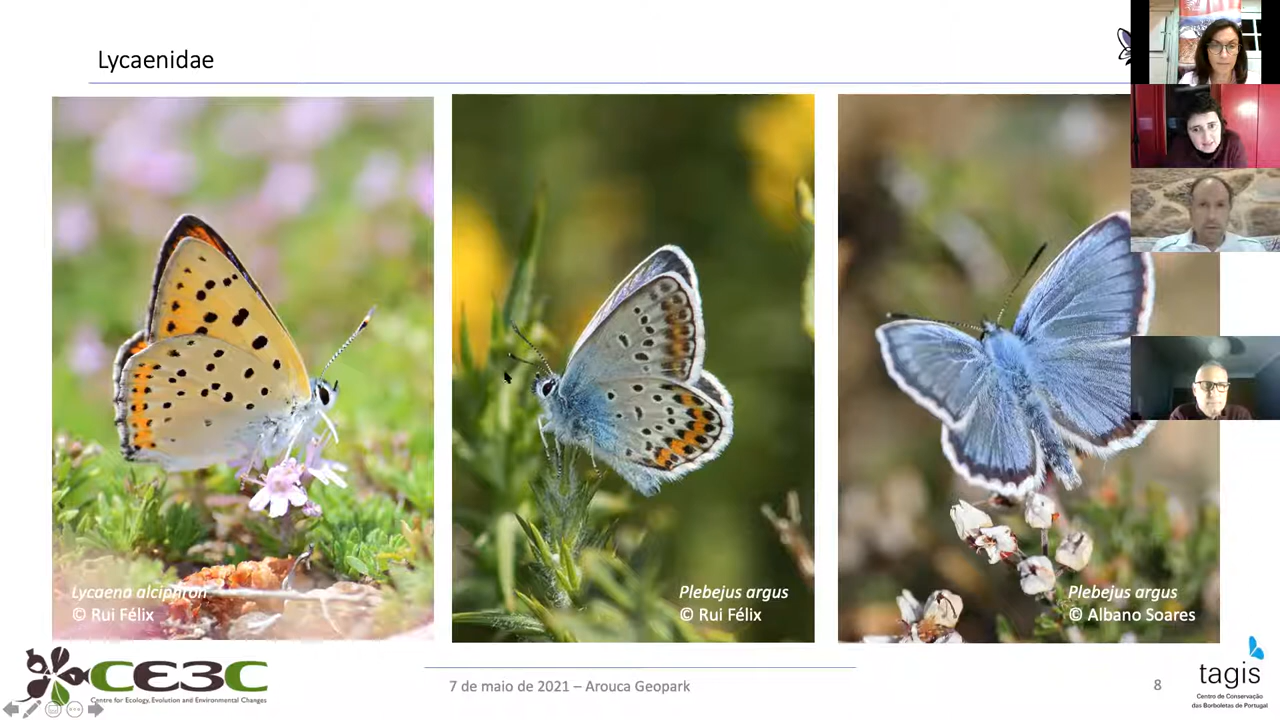 Lycaenidae
Lycaena alciphron
© Rui Félix
Plebejus argus
© Rui Félix
Plebejus argus
© Albano Soares
CE3C
Centre for Ecology, Evolution and Environmental Changes
7 de maio de 2021 – Arouca Geopark
8
tagis
Centro de Conservação
das Borboletas de Portugal